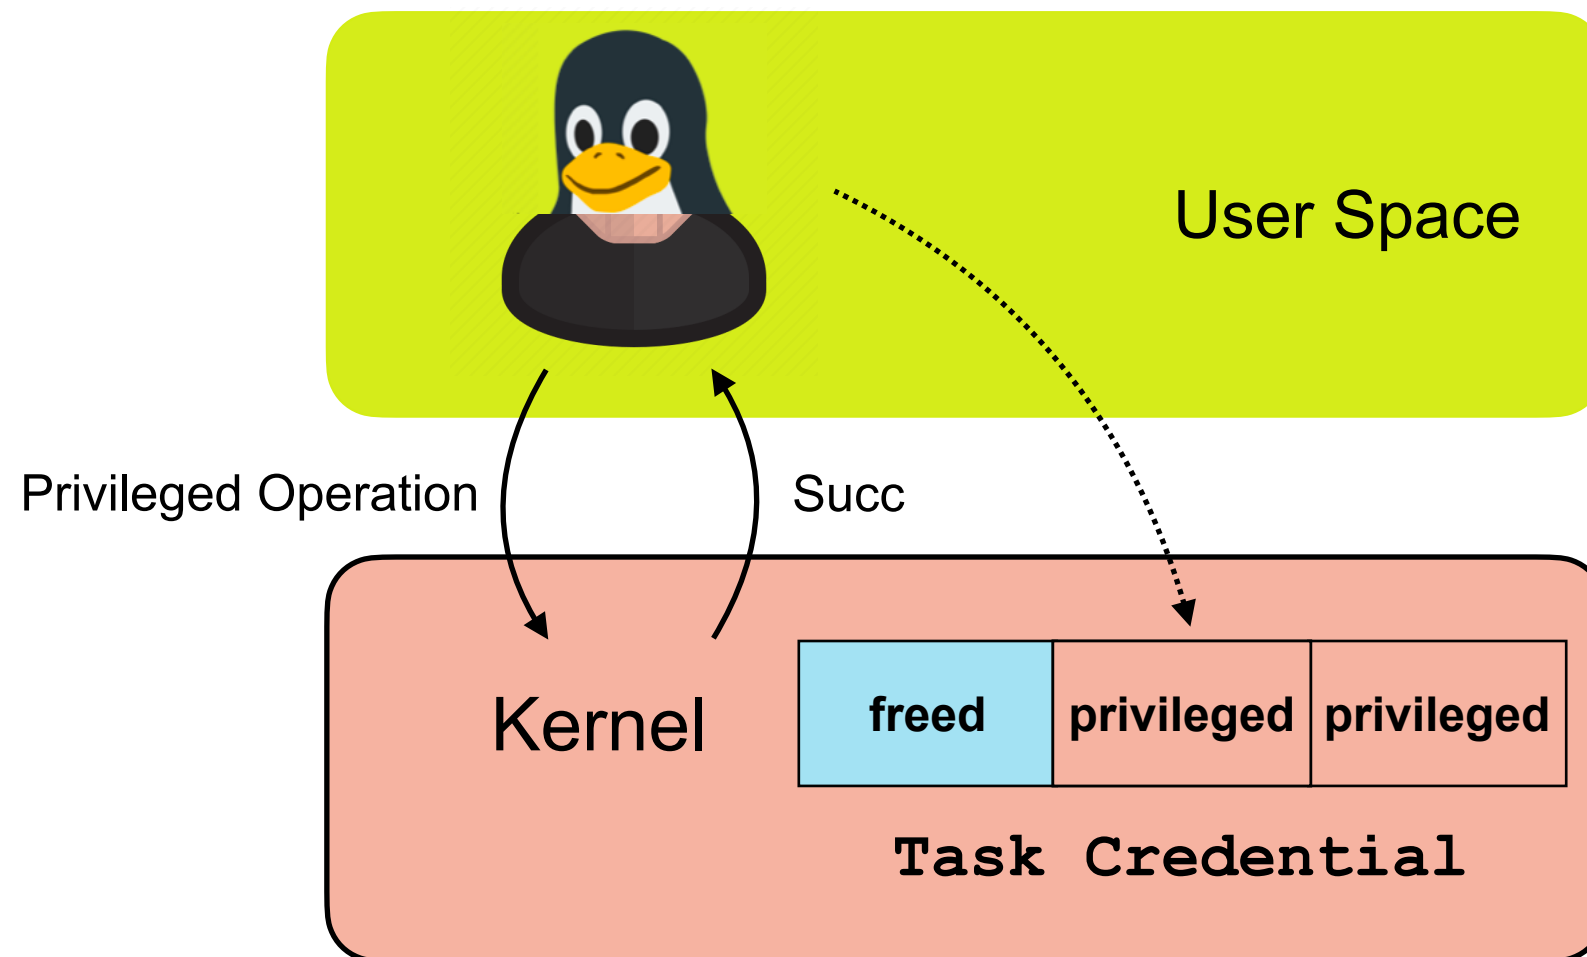 User Space
Privileged Operation
Succ
Kernel
freed
privileged
privileged
Task Credential